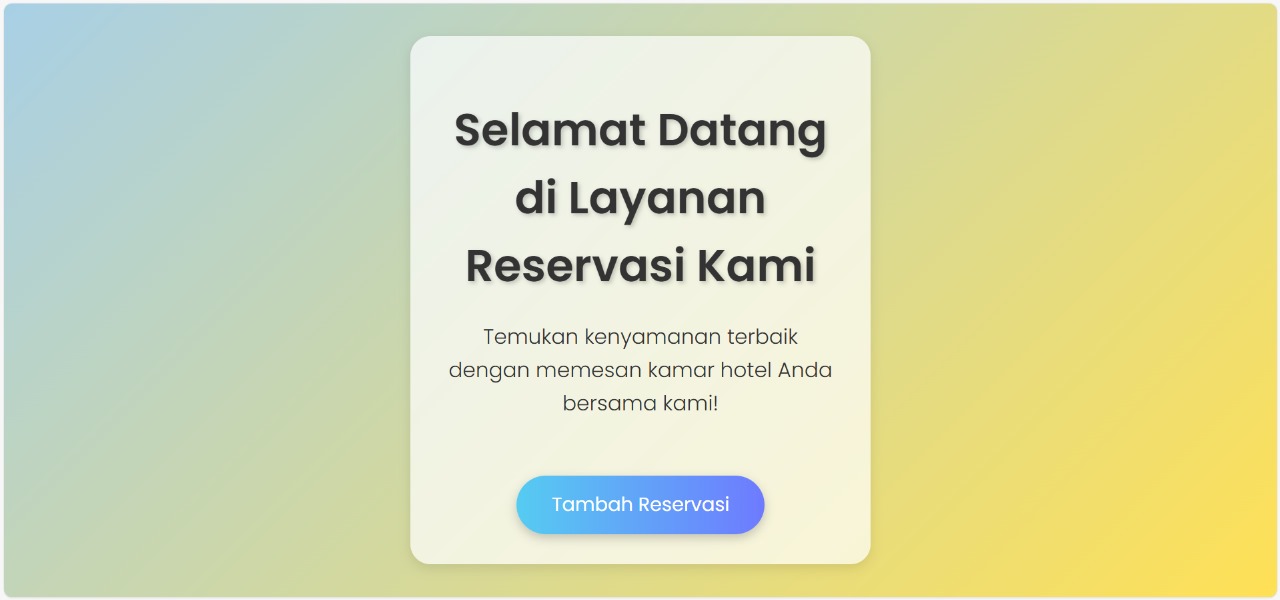 Selamat Datang
di Layanan
Reservasi Kami
Temukan kenyamanan terbaik
dengan memesan kamar hotel Anda
bersama kami!
Tambah Reservasi